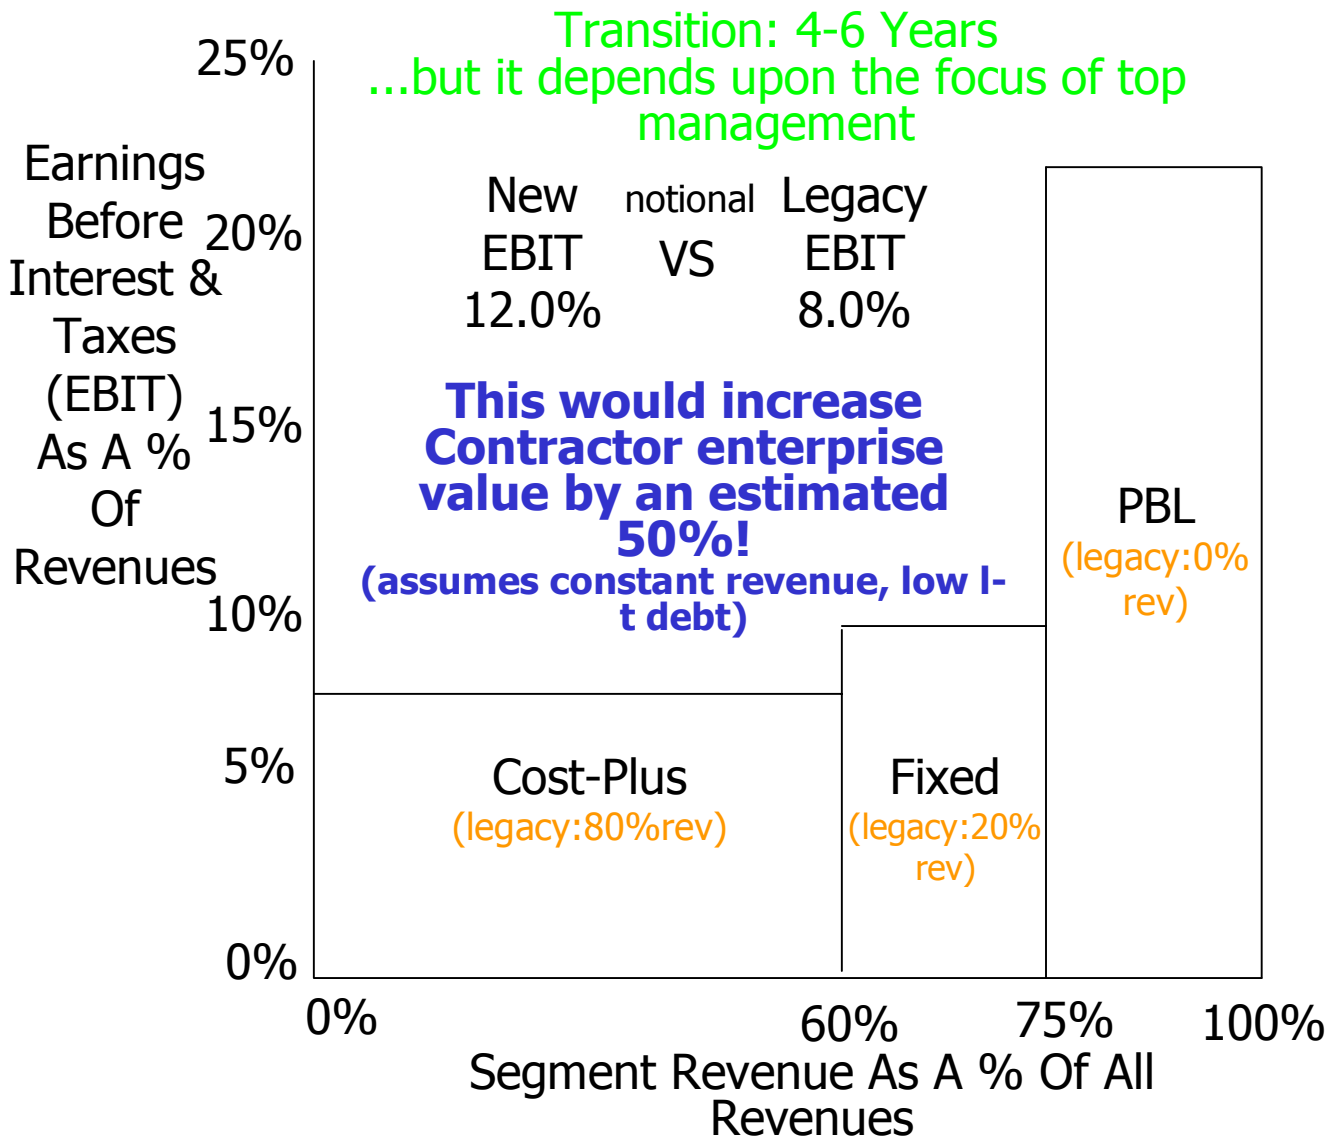 Transition: 4-6 Years
...but it depends upon the focus of top
management
25%
20%
15%
10%
5%
0%
Earnings
Before
Interest &
Taxes
(EBIT)
As A %
Of
Revenues
New
EBIT
12.0%
notional
VS
Legacy
EBIT
8.0%
This would increase
Contractor enterprise
value by an estimated
50%!
(assumes constant revenue, low l-
t debt)
Cost-Plus
(legacy:80%rev)
Fixed
(legacy:20%
rev)
PBL
(legacy:0%
rev)
0%
60%
75%
100%
Segment Revenue As A % Of All
Revenues